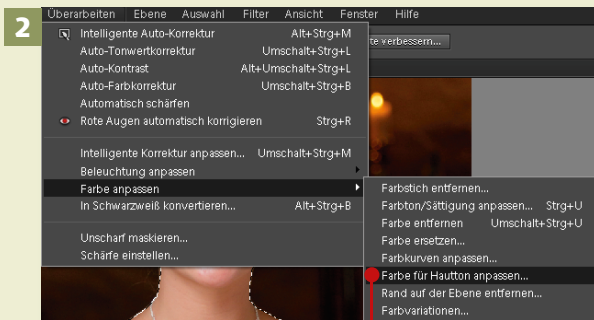 2
Überarbeiten Ebene Auswahl Filter Ansicht Fenster Hilfe
te verbessern...
Intelligente Auto-Korrektur Alt+Strg+M
Auto-Tonwertkorrektur Umschalt+Strg+L
Auto-Kontrast Alt+Umschalt+Strg+L
Auto-Farbkorrektur Umschalt+Strg+B
Automatisch schärfen
Rote Augen automatisch korrigieren Strg+R
Intelligente Korrektur anpassen... Umschalt+Strg+M
Beleuchtung anpassen
Farbe anpassen
In Schwarzweiß konvertieren... Alt+Strg+B
Unscharf maskieren...
Schärfe einstellen...
Farbstich entfernen...
Farbton/Sättigung anpassen... Strg+U
Farbe entfernen Umschalt+Strg+U
Farbe ersetzen...
Farbkurven anpassen...
Farbe für Hautton anpassen...
Rand auf der Ebene entfernen...
Farbvariationen...